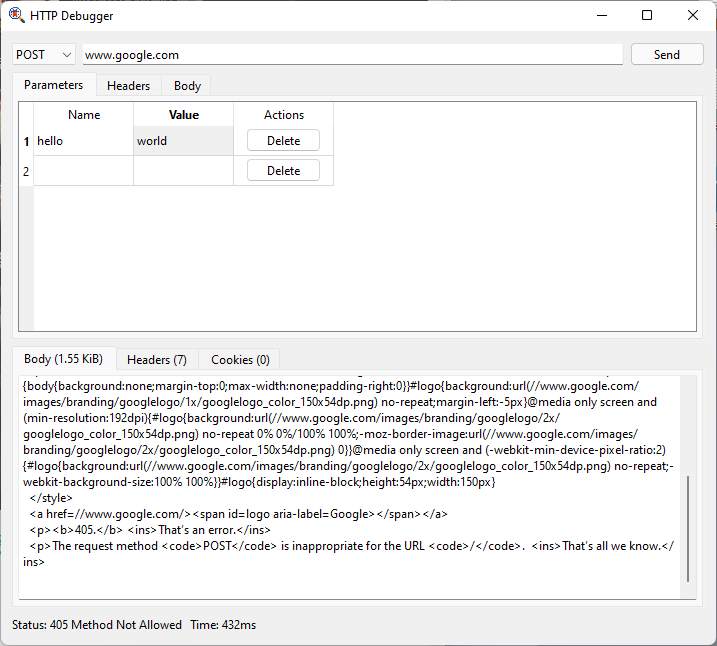 HTTP Debugger
POST www.google.com Send
Parameters Headers Body
Name Value Actions
1 hello world Delete
2 Delete
Body (1.55 KiB) Headers (7) Cookies (0)
{body{background:none;margin-top:0;max-width:none;padding-right:0}}#logo{background:url(//www.google.com/
images/branding/googlelogo/1x/googlelogo_color_150x54dp.png) no-repeat;margin-left:-5px}@media only screen and
(min-resolution:192dpi){#logo{background:url(//www.google.com/images/branding/googlelogo/2x/
googlelogo_color_150x54dp.png) no-repeat 0% 0%/100% 100%;-moz-border-image:url(//www.google.com/images/
branding/googlelogo/2x/googlelogo_color_150x54dp.png) 0}}@media only screen and (-webkit-min-device-pixel-ratio:2)
{#logo{background:url(//www.google.com/images/branding/googlelogo/2x/googlelogo_color_150x54dp.png) no-repeat;-
webkit-background-size:100% 100%}}#logo{display:inline-block;height:54px;width:150px}
</style>
<a href=//www.google.com/><span id=logo aria-label=Google></span></a>
<p><b>405.</b> <ins>That's an error.</ins>
<p>The request method <code>POST</code> is inappropriate for the URL <code>/</code>.  <ins>That's all we know.</
ins>
Status: 405 Method Not Allowed Time: 432ms